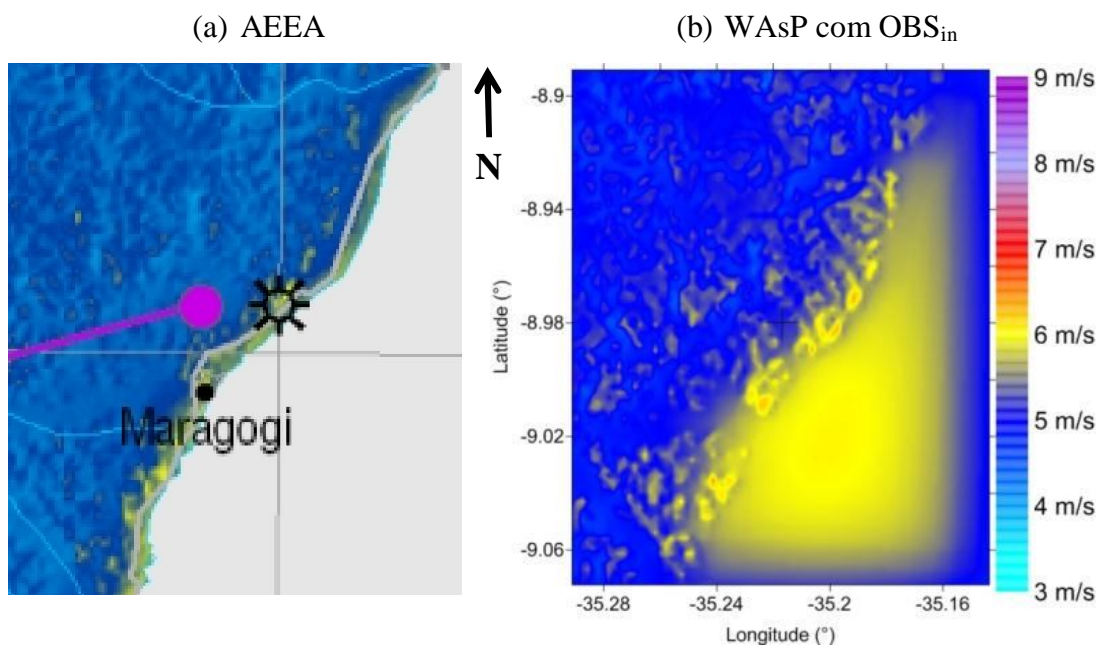 (a) AEEA
(b) WAsP com OBSin
N
Maragogi
-8.9
-8.94
-8.98
-9.02
-9.06
Latitude (°)
-35.28
-35.24
-35.2
-35.16
Longitude (°)
9 m/s
8 m/s
7 m/s
6 m/s
5 m/s
4 m/s
3 m/s